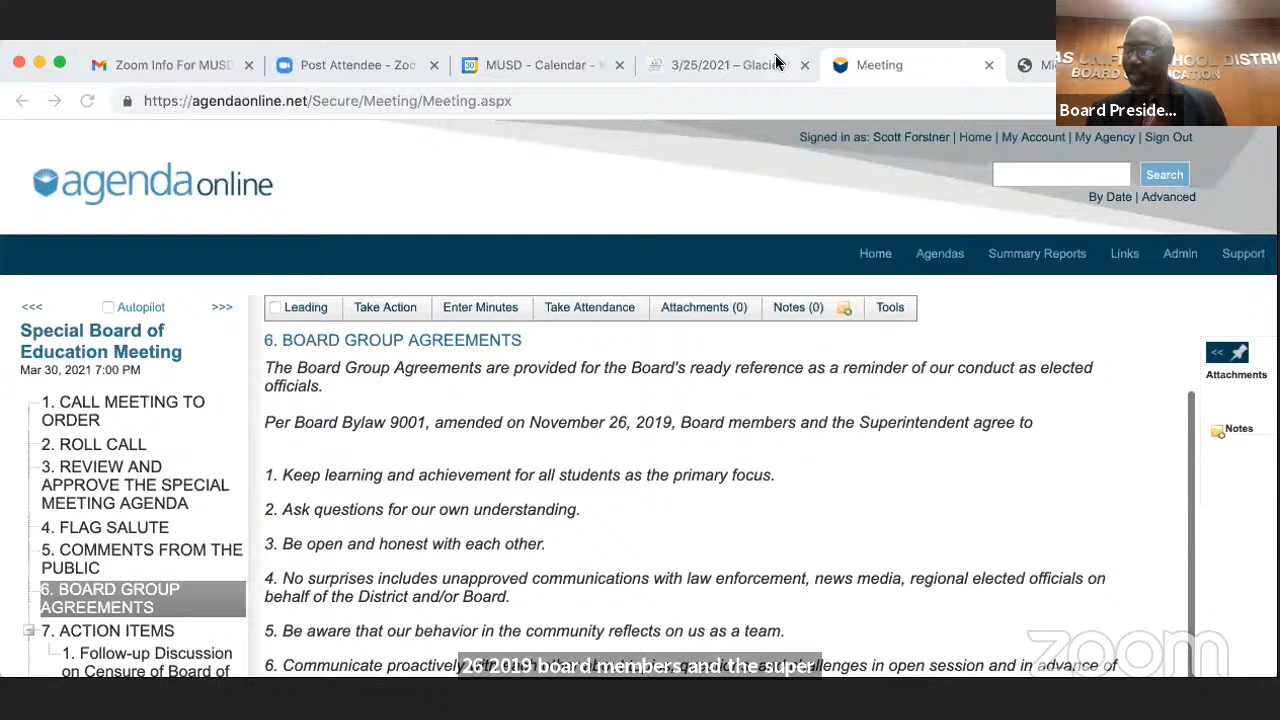 Zoom Info For MUSD
Post Attendee - Zoo
MUSD - Calendar - W
3/25/2021 – Glaci
Meeting
https://agendaonline.net/Secure/Meeting/Meeting.aspx
AS UNIFIED SCHOOL DISTRI
BOARD OF EDUCATION
Board Preside...
Signed in as: Scott Forstner | Home | My Account | My Agency | Sign Out
agendaonline
Search
By Date | Advanced
Home Agendas Summary Reports Links Admin Support
<<< Autopilot >>>
Special Board of
Education Meeting
Mar 30, 2021 7:00 PM
1. CALL MEETING TO
ORDER
2. ROLL CALL
3. REVIEW AND
APPROVE THE SPECIAL
MEETING AGENDA
4. FLAG SALUTE
5. COMMENTS FROM THE
PUBLIC
6. BOARD GROUP
AGREEMENTS
7. ACTION ITEMS
1. Follow-up Discussion
on Censure of Board of
Leading Take Action Enter Minutes Take Attendance Attachments (0) Notes (0) Tools
6. BOARD GROUP AGREEMENTS
The Board Group Agreements are provided for the Board's ready reference as a reminder of our conduct as elected
officials.
Per Board Bylaw 9001, amended on November 26, 2019, Board members and the Superintendent agree to
1. Keep learning and achievement for all students as the primary focus.
2. Ask questions for our own understanding.
3. Be open and honest with each other.
4. No surprises includes unapproved communications with law enforcement, news media, regional elected officials on
behalf of the District and/or Board.
5. Be aware that our behavior in the community reflects on us as a team.
6. Communicate proactively challenges in open session and in advance of
26 2019 board members and the super
<<
Attachments
Notes
zoom